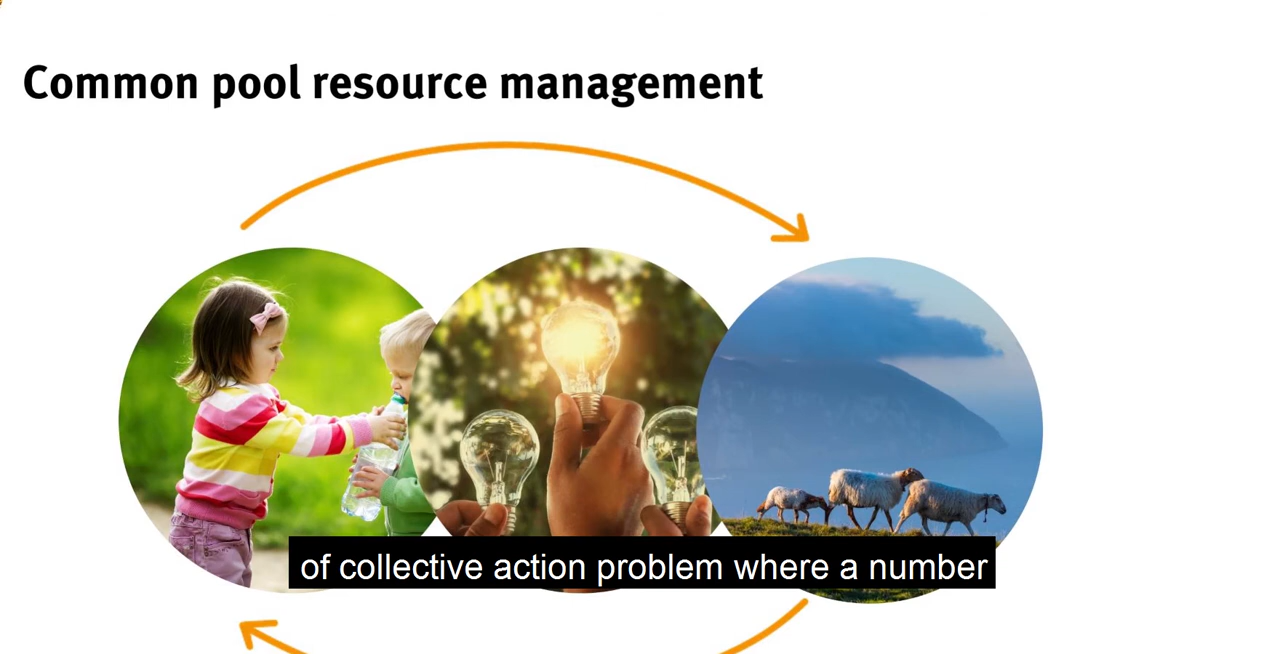 Common pool resource management
of collective action problem where a number